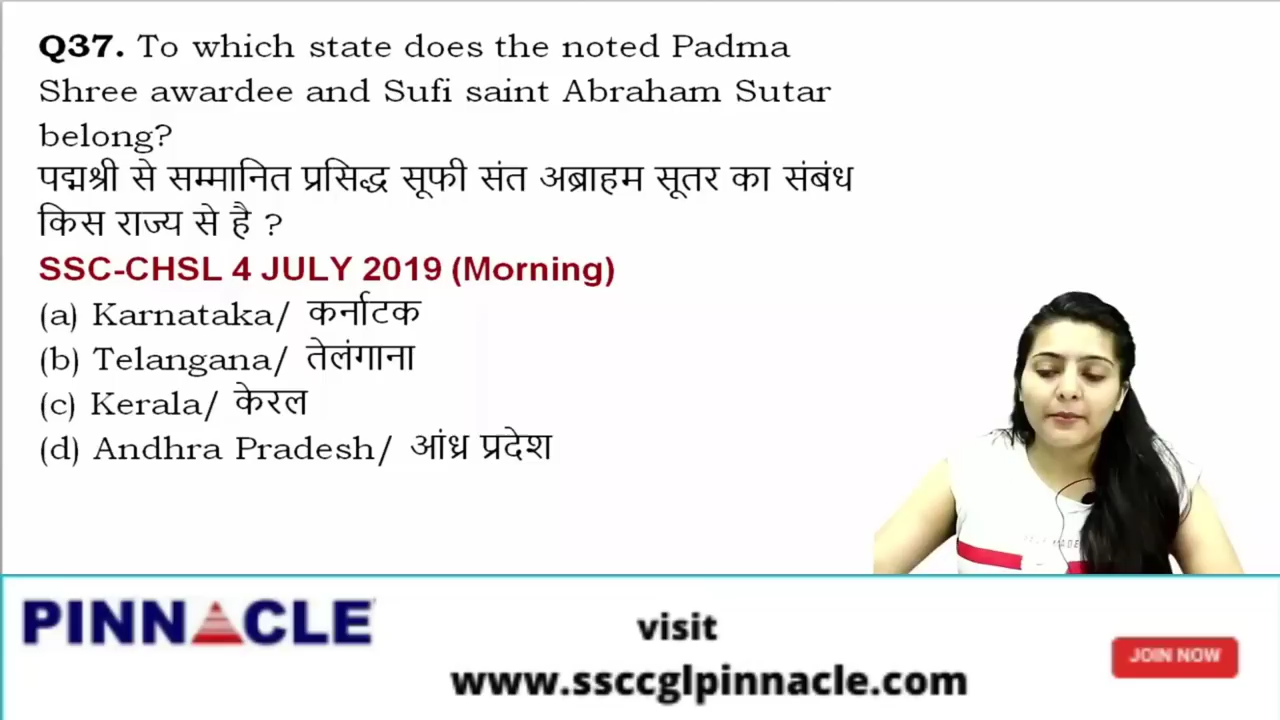 Q37. To which state does the noted Padma
Shree awardee and Sufi saint Abraham Sutar
belong?
पद्मश्री से सम्मानित प्रसिद्ध सूफी संत अब्राहम सूतर का संबंध
किस राज्य से है ?
SSC-CHSL 4 JULY 2019 (Morning)
(a) Karnataka/ कर्नाटक
(b) Telangana/ तेलंगाना
(c) Kerala/ केरल
(d) Andhra Pradesh/ आंध्र प्रदेश
PINNACLE
visit
www.ssccglpinnacle.com
JOIN NOW